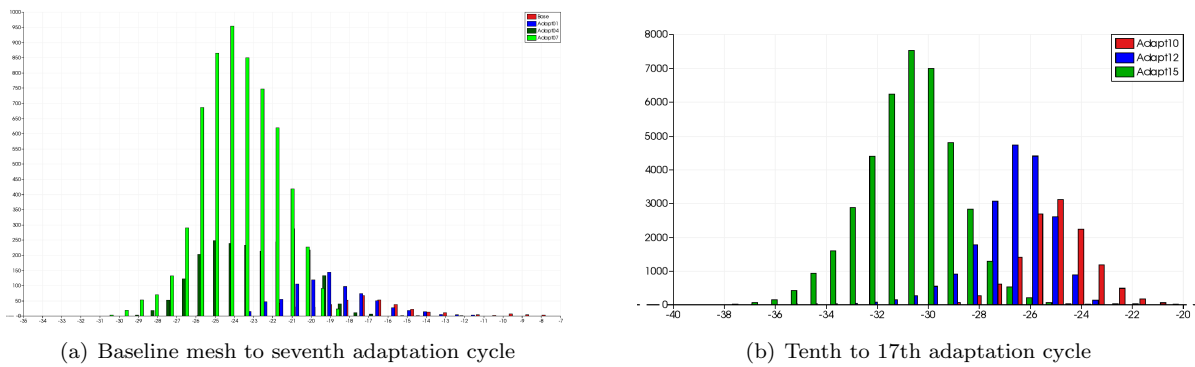 1000
950
900
850
800
750
700
650
600
550
500
450
400
350
300
250
200
150
100
50
0
-36 -35 -34 -33 -32 -31 -30 -29 -28 -27 -26 -25 -24 -23 -22 -21 -20 -19 -18 -17 -16 -15 -14 -13 -12 -11 -10 -9 -8 -7
Base
Adapt01
Adapt04
Adapt07
(a) Baseline mesh to seventh adaptation cycle
8000
7000
6000
5000
4000
3000
2000
1000
0
-40 -38 -36 -34 -32 -30 -28 -26 -24 -22 -20
Adapt10
Adapt12
Adapt15
(b) Tenth to 17th adaptation cycle